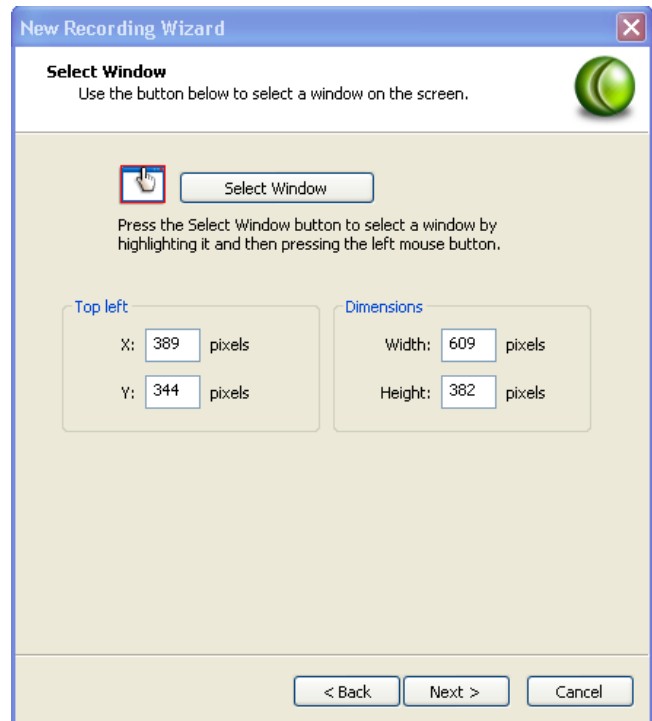 New Recording Wizard
Select Window
Use the button below to select a window on the screen.
Select Window
Press the Select Window button to select a window by
highlighting it and then pressing the left mouse button.
Top left
X: 389 pixels
Y: 344 pixels
Dimensions
Width: 609 pixels
Height: 382 pixels
< Back Next > Cancel